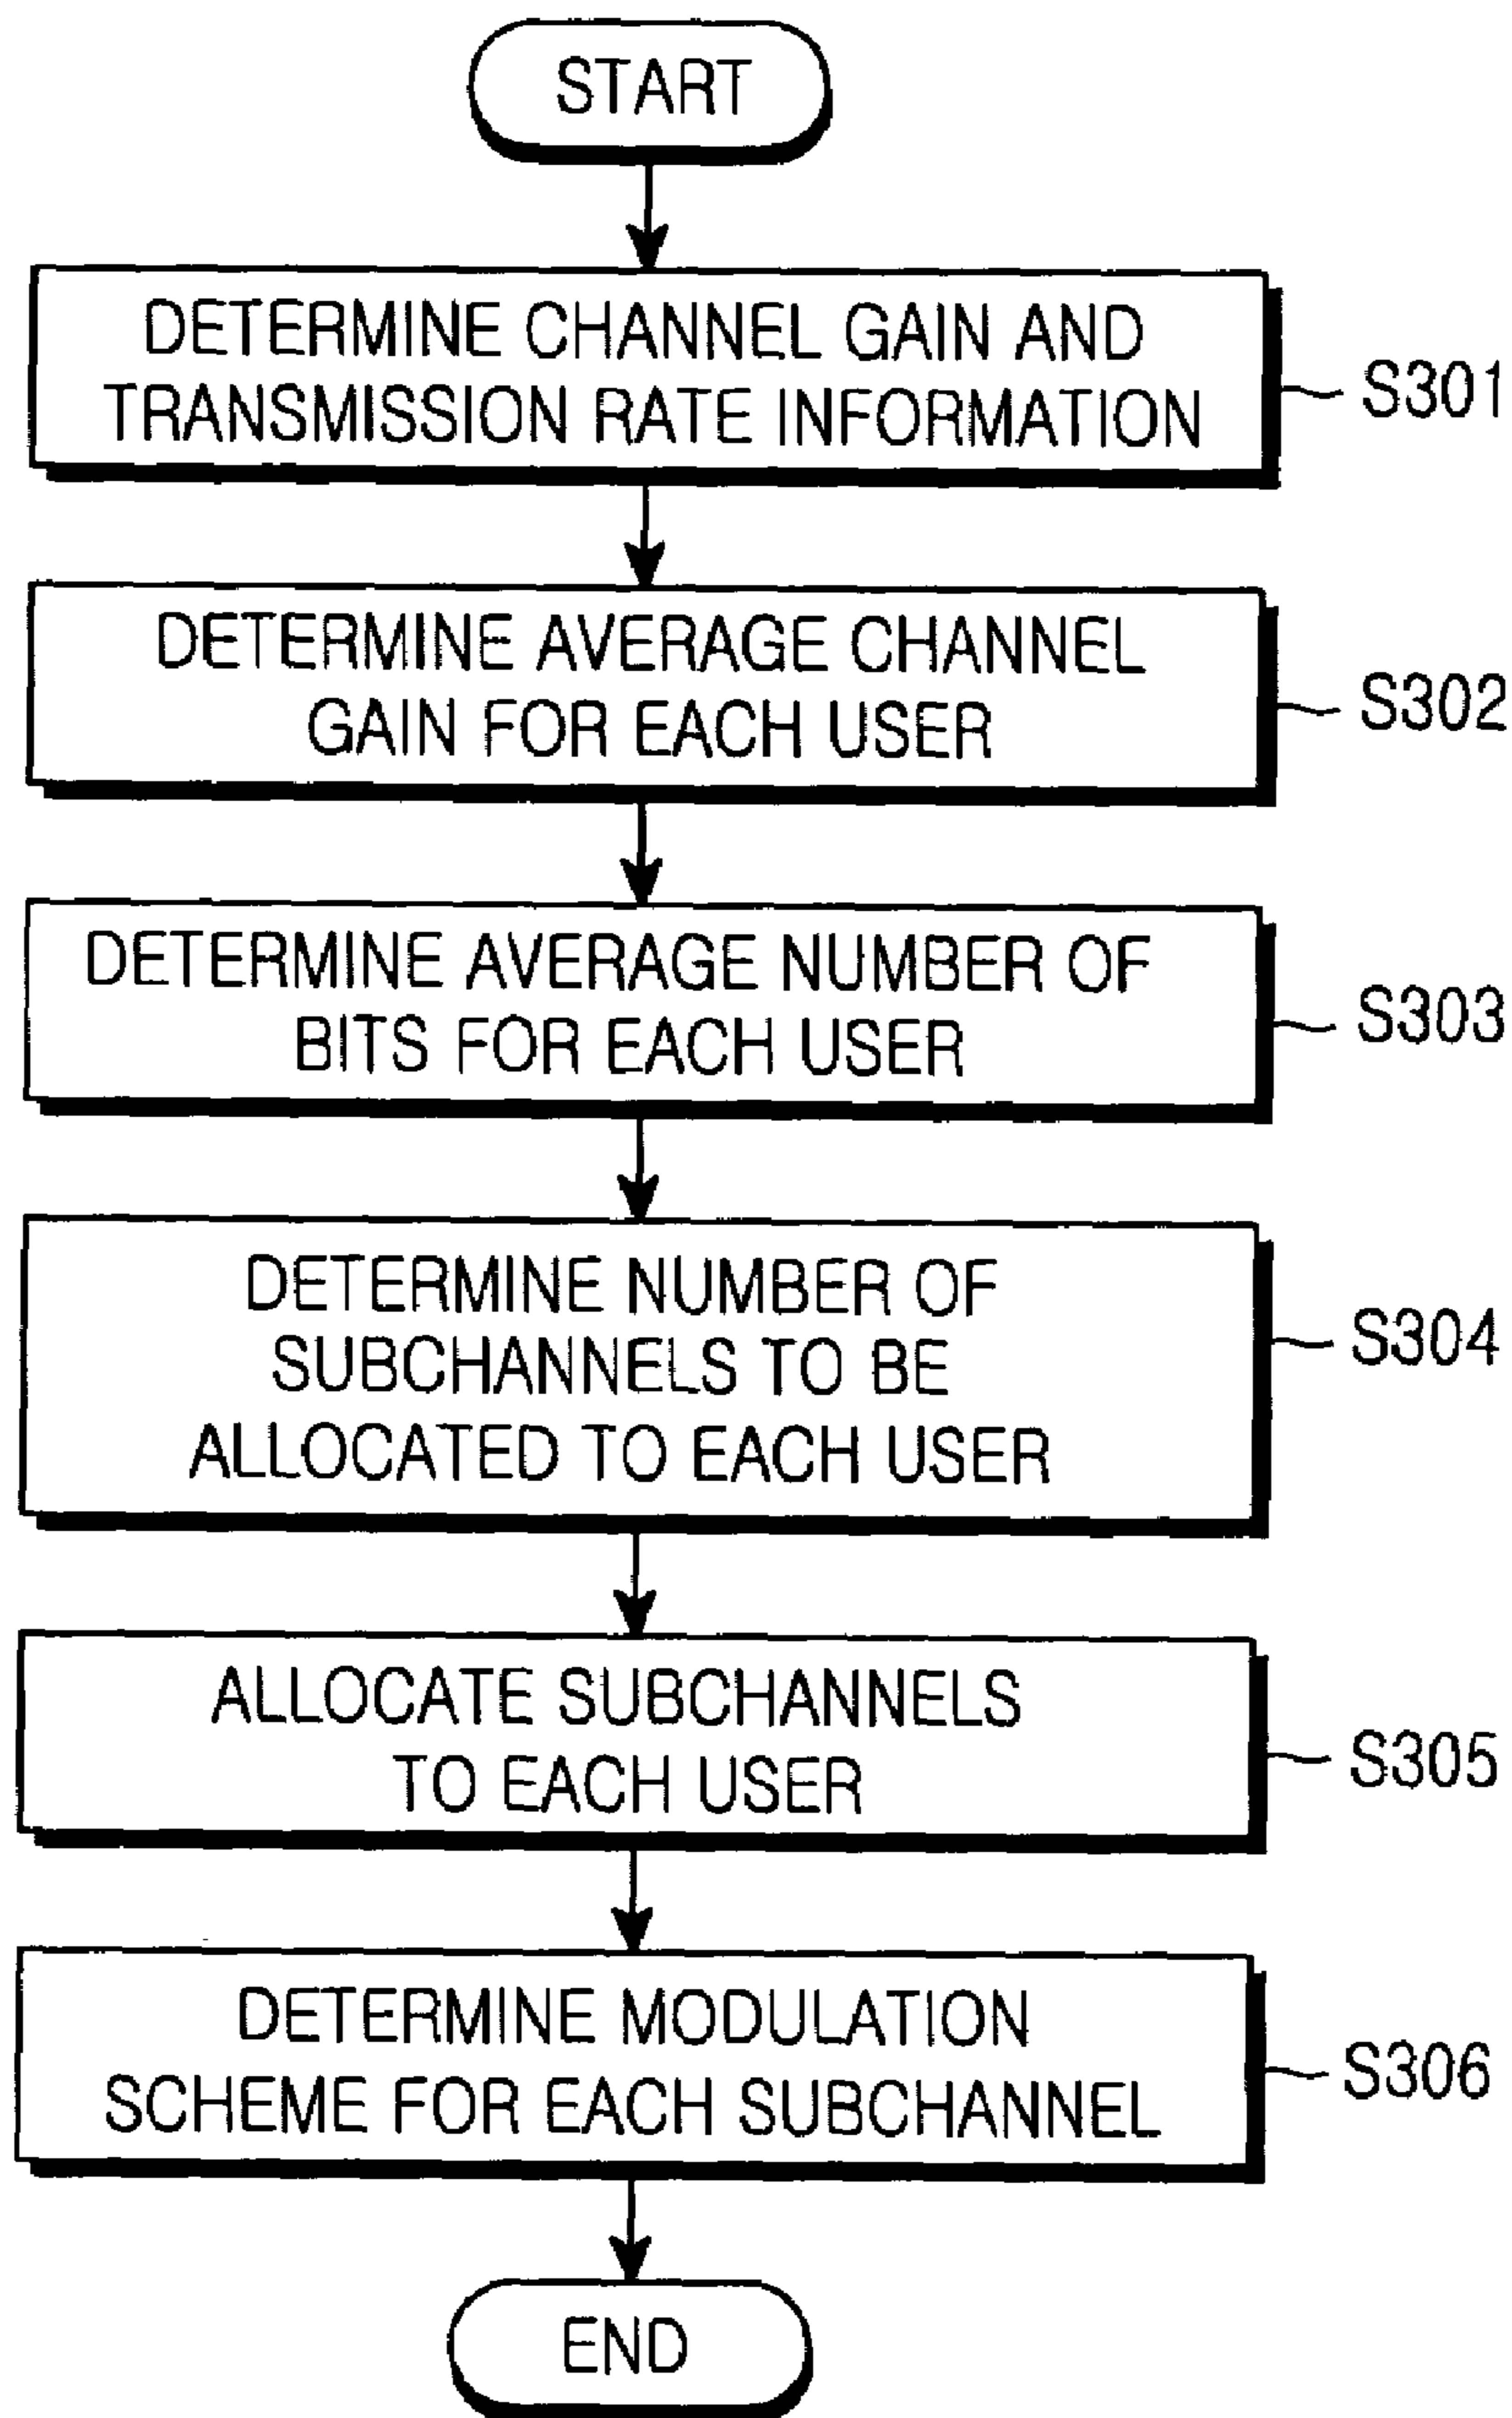 START
DETERMINE CHANNEL GAIN AND
TRANSMISSION RATE INFORMATION
S301
DETERMINE AVERAGE CHANNEL
GAIN FOR EACH USER
S302
DETERMINE AVERAGE NUMBER OF
BITS FOR EACH USER
S303
DETERMINE NUMBER OF
SUBCHANNELS TO BE
ALLOCATED TO EACH USER
S304
ALLOCATE SUBCHANNELS
TO EACH USER
S305
DETERMINE MODULATION
SCHEME FOR EACH SUBCHANNEL
S306
END